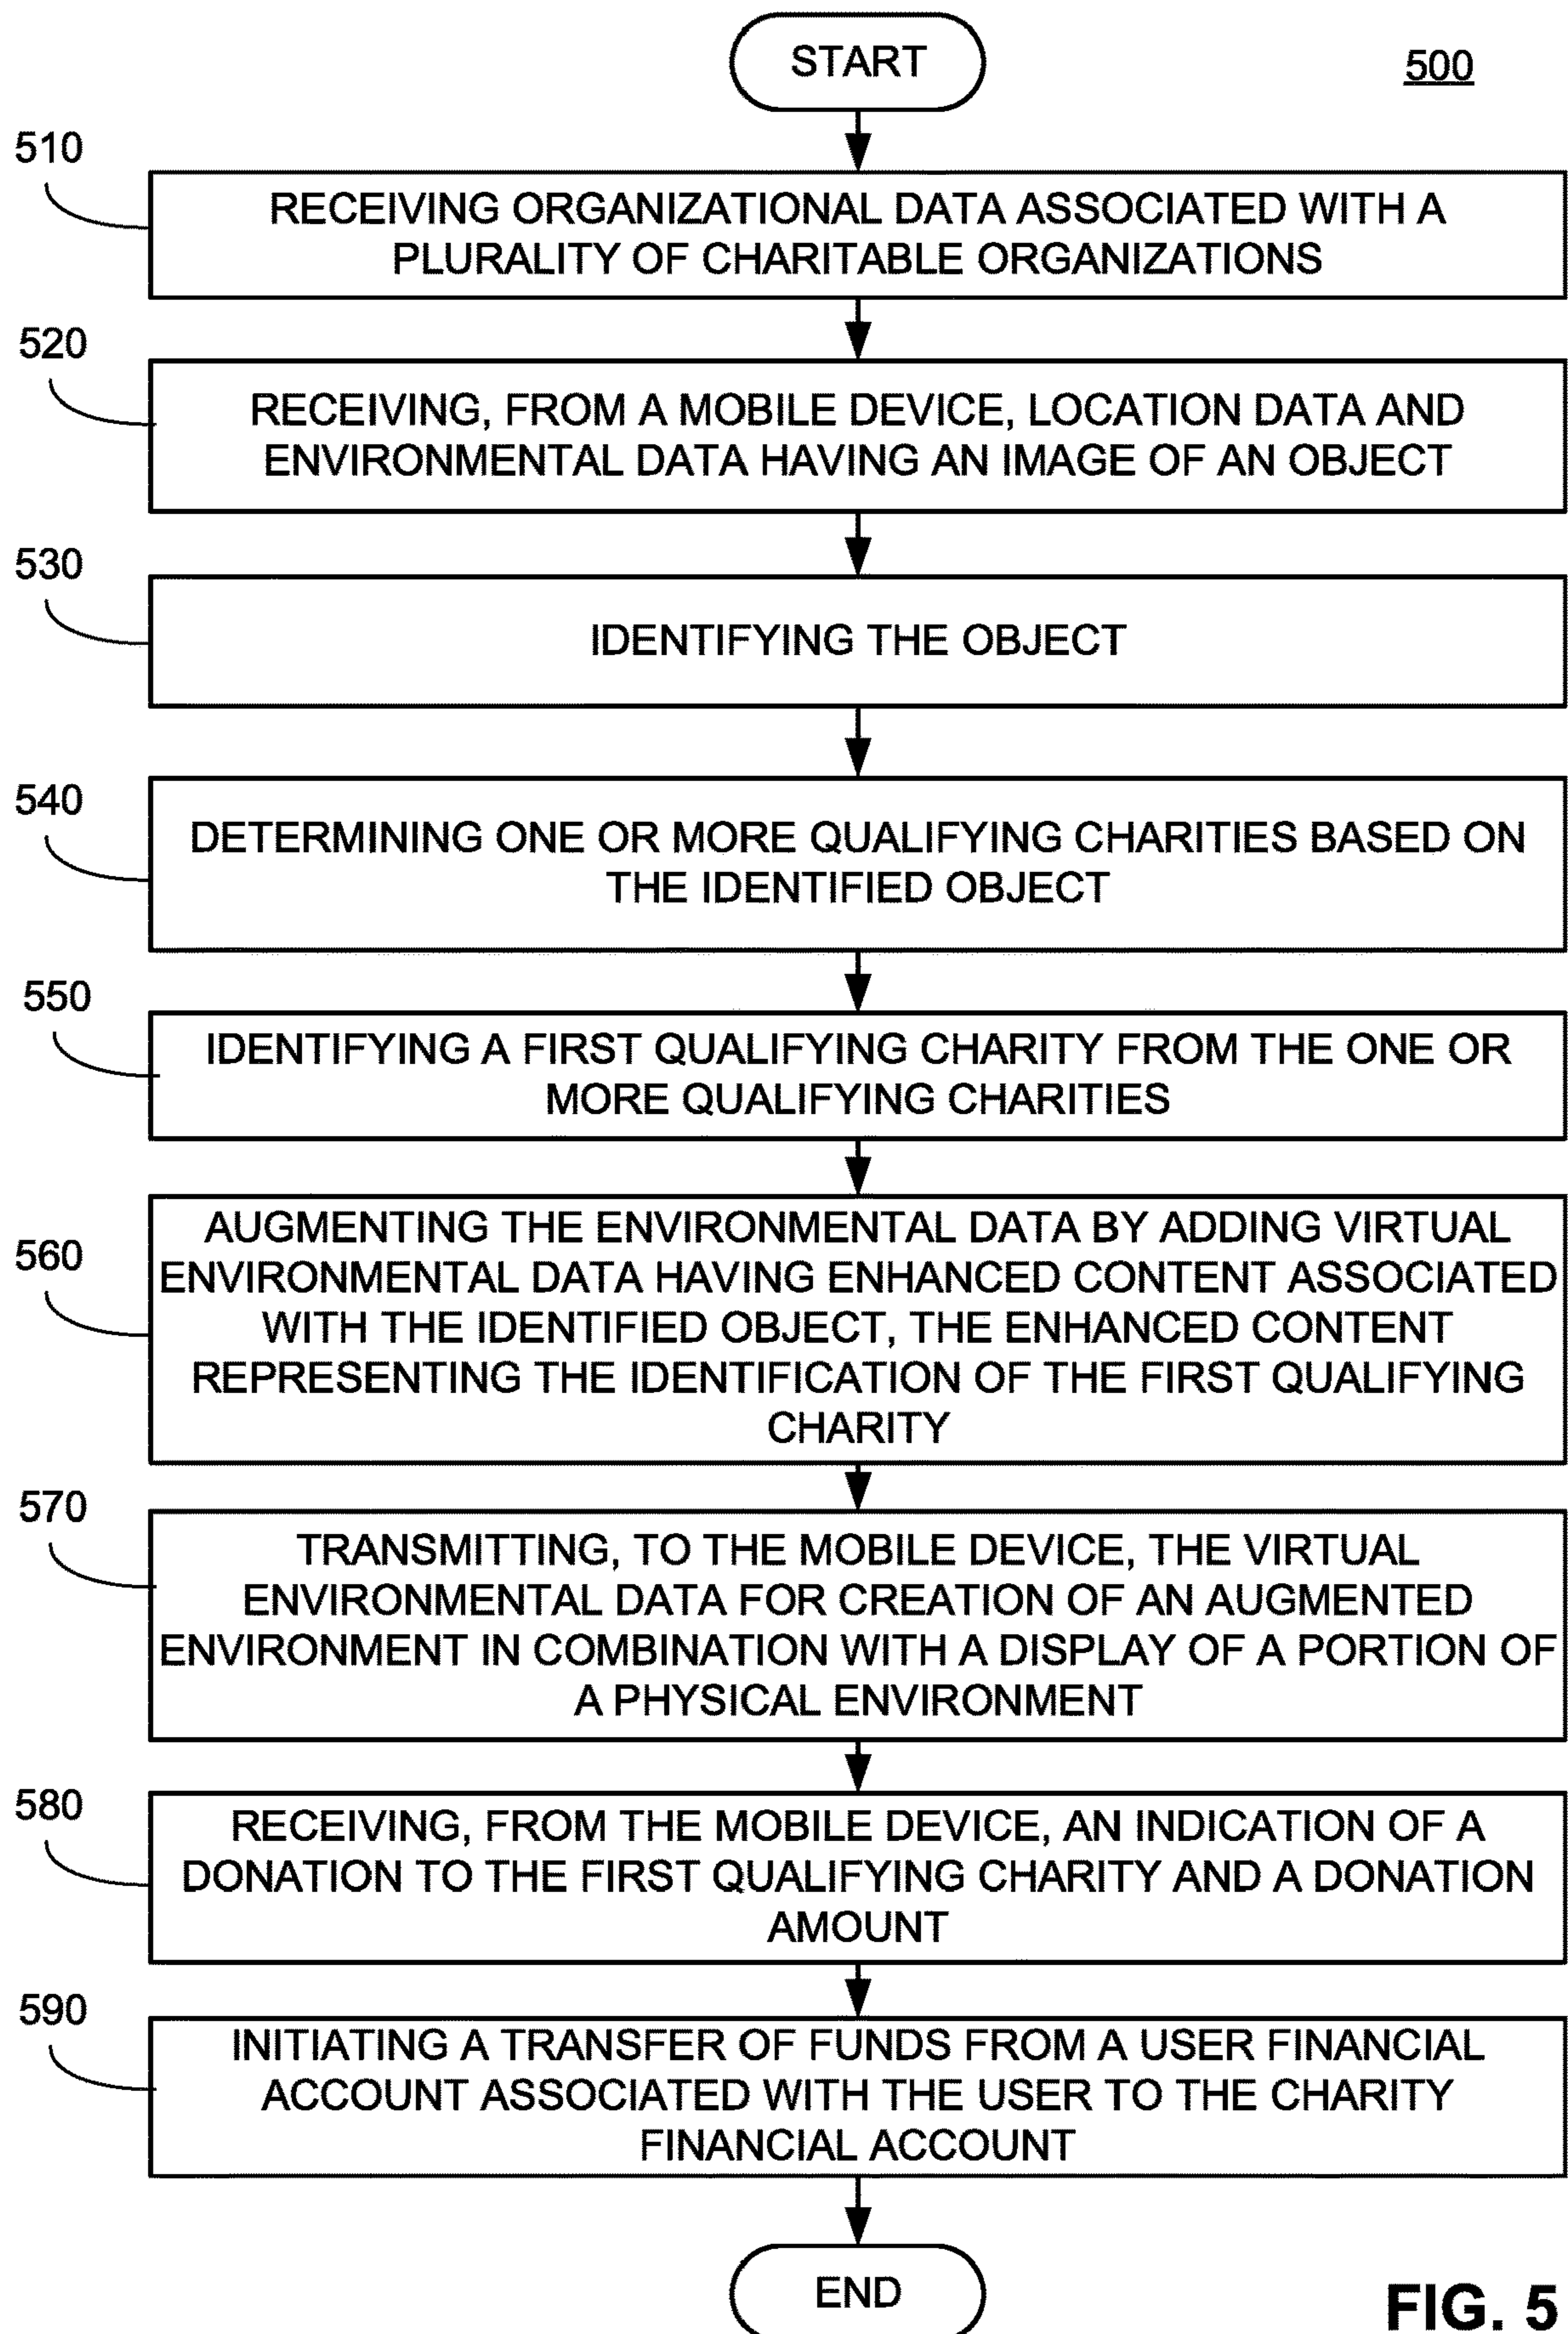 START
500
510
RECEIVING ORGANIZATIONAL DATA ASSOCIATED WITH A
PLURALITY OF CHARITABLE ORGANIZATIONS
520
RECEIVING, FROM A MOBILE DEVICE, LOCATION DATA AND
ENVIRONMENTAL DATA HAVING AN IMAGE OF AN OBJECT
530
IDENTIFYING THE OBJECT
540
DETERMINING ONE OR MORE QUALIFYING CHARITIES BASED ON
THE IDENTIFIED OBJECT
550
IDENTIFYING A FIRST QUALIFYING CHARITY FROM THE ONE OR
MORE QUALIFYING CHARITIES
560
AUGMENTING THE ENVIRONMENTAL DATA BY ADDING VIRTUAL
ENVIRONMENTAL DATA HAVING ENHANCED CONTENT ASSOCIATED
WITH THE IDENTIFIED OBJECT, THE ENHANCED CONTENT
REPRESENTING THE IDENTIFICATION OF THE FIRST QUALIFYING
CHARITY
570
TRANSMITTING, TO THE MOBILE DEVICE, THE VIRTUAL
ENVIRONMENTAL DATA FOR CREATION OF AN AUGMENTED
ENVIRONMENT IN COMBINATION WITH A DISPLAY OF A PORTION OF
A PHYSICAL ENVIRONMENT
580
RECEIVING, FROM THE MOBILE DEVICE, AN INDICATION OF A
DONATION TO THE FIRST QUALIFYING CHARITY AND A DONATION
AMOUNT
590
INITIATING A TRANSFER OF FUNDS FROM A USER FINANCIAL
ACCOUNT ASSOCIATED WITH THE USER TO THE CHARITY
FINANCIAL ACCOUNT
END
FIG. 5